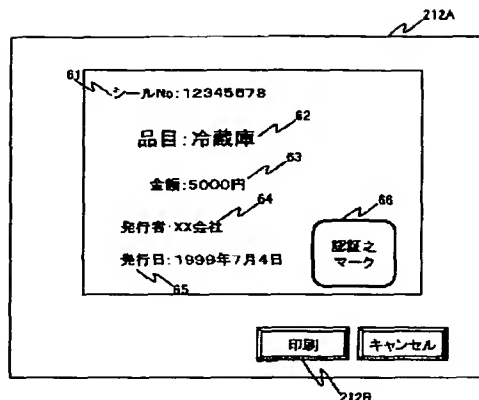 212A
61
シールNo:12345678
62
品目:冷蔵庫
63
金額:5000円
64
発行者:XX会社
66
認証之
マーク
発行日:1999年7月4日
65
印刷
キャンセル
212B